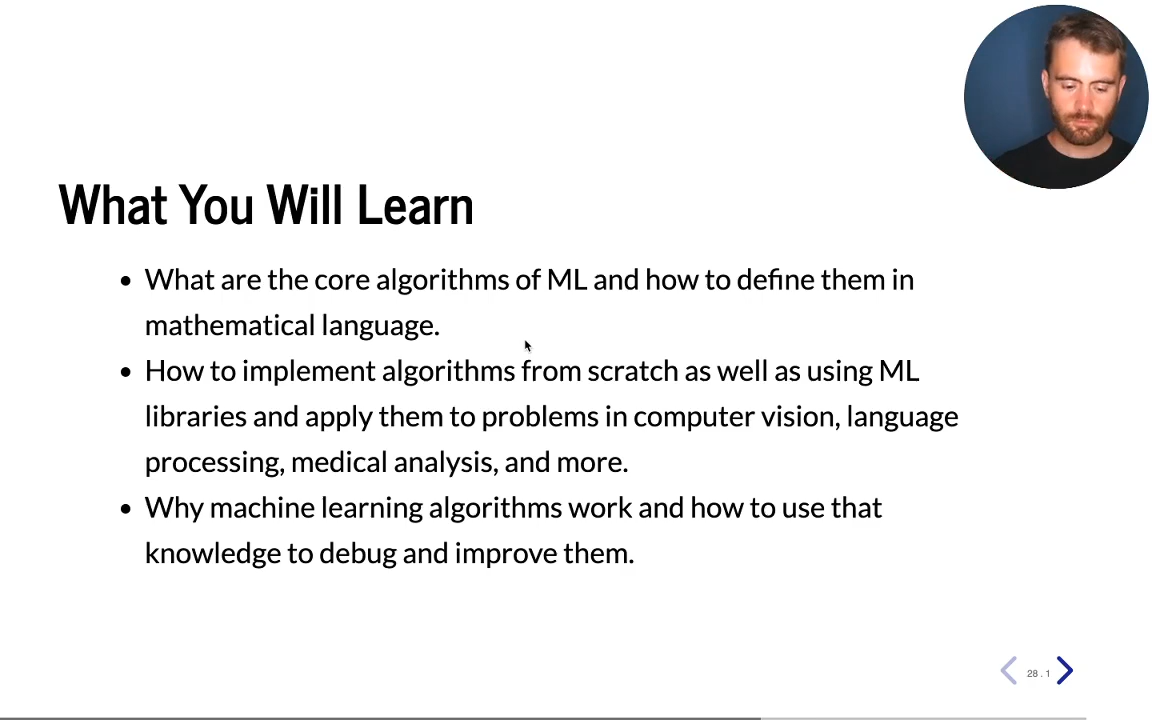 What You Will Learn
What are the core algorithms of ML and how to define them in
mathematical language.
How to implement algorithms from scratch as well as using ML
libraries and apply them to problems in computer vision, language
processing, medical analysis, and more.
Why machine learning algorithms work and how to use that
knowledge to debug and improve them.
28 . 1